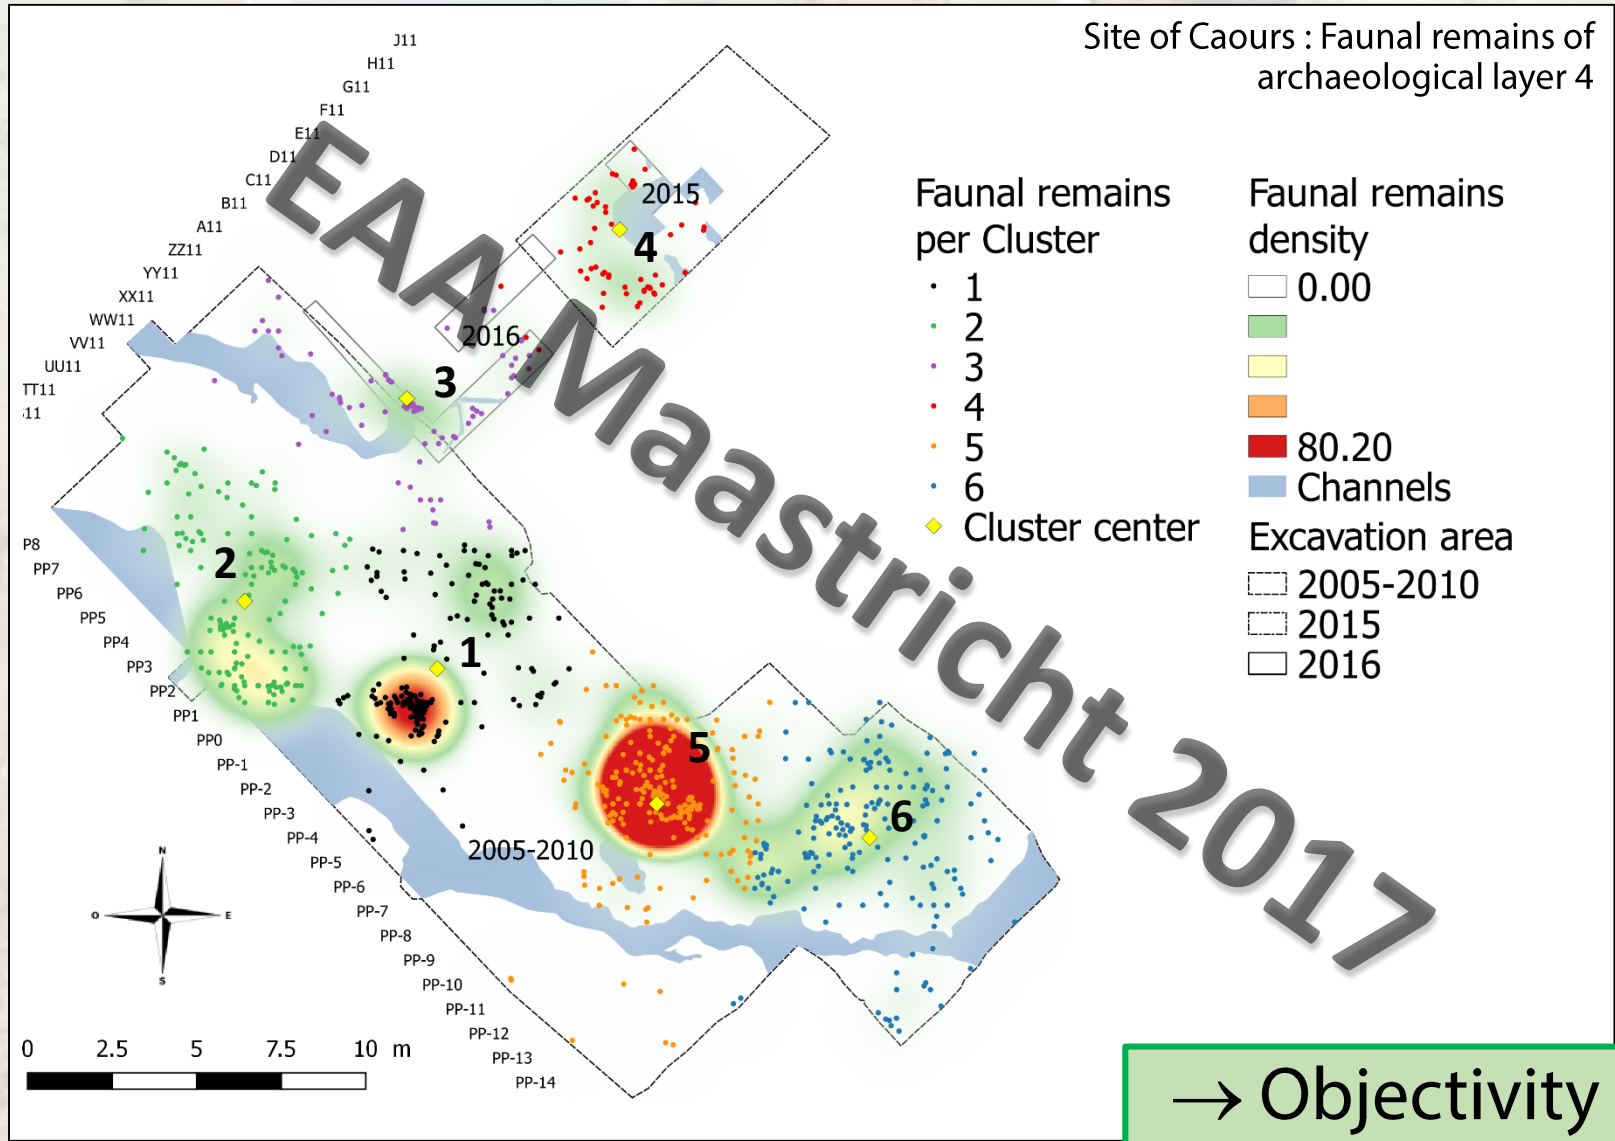 Site of Caours : Faunal remains of
archaeological layer 4
J11
H11
G11
F11
E11
D11
C11
B11
A11
ZZ11
YY11
XX11
WW11
VV11
UU11
TT11
P8
PP7
PP6
PP5
PP4
PP3
PP2
PP1
PP0
PP-1
PP-2
PP-3
PP-4
PP-5
PP-6
PP-7
PP-8
PP-9
PP-10
PP-11
PP-12
PP-13
PP-14
2015
4
2016
3
2
1
5
6
2005-2010
EAA Maastricht 2017
Faunal remains
per Cluster
1
2
3
4
5
6
Cluster center
Faunal remains
density
0.00
80.20
Channels
Excavation area
2005-2010
2015
2016
N
O E
S
0 2.5 5 7.5 10 m
→ Objectivity